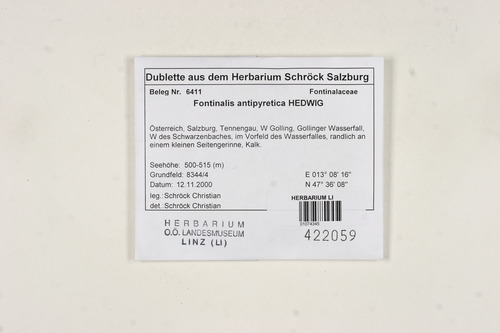 Dublette aus dem Herbarium Schröck Salzburg
Beleg Nr. 6411 Fontinalaceae
Fontinalis antipyretica HEDWIG
Österreich, Salzburg, Tennengau, W Golling, Gollinger Wasserfall,
W des Schwarzenbaches, im Vorfeld des Wasserfalles, randlich an
einem kleinen Seitengerinne, Kalk.
Seehöhe: 500-515 (m)
Grundfeld: 8344/4 E 013° 08' 16"
Datum: 12.11.2000 N 47° 36' 08"
leg.: Schröck Christian
det.: Schröck Christian
HERBARIUM LI
01074345
422059
HERBARIUM
O.Ö. LANDESMUSEUM
LINZ (LI)